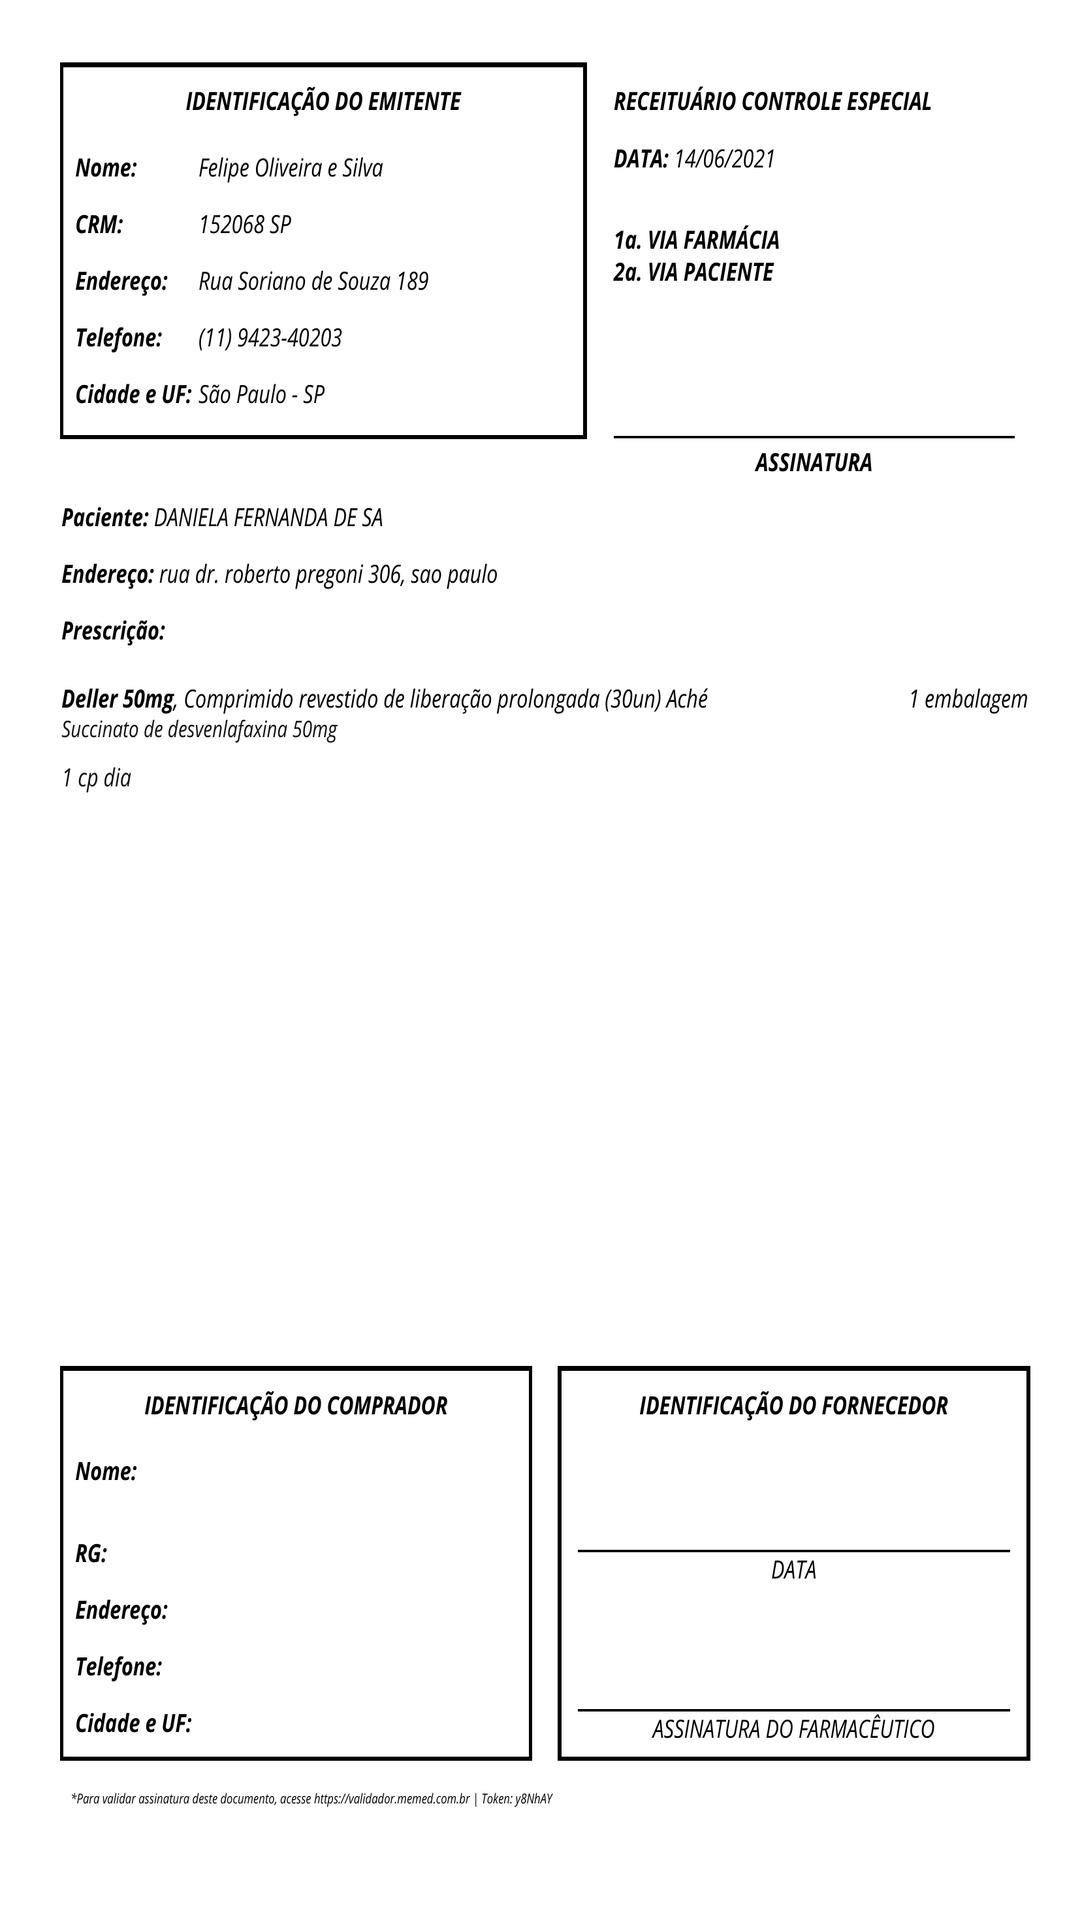 IDENTIFICAÇÃO DO EMITENTE
Nome: Felipe Oliveira e Silva
CRM: 152068 SP
Endereço: Rua Soriano de Souza 189
Telefone: (11) 9423-40203
Cidade e UF: São Paulo - SP
RECEITUÁRIO CONTROLE ESPECIAL
DATA: 14/06/2021
1a. VIA FARMÁCIA
2a. VIA PACIENTE
ASSINATURA
Paciente: DANIELA FERNANDA DE SA
Endereço: rua dr. roberto pregoni 306, sao paulo
Prescrição:
Deller 50mg, Comprimido revestido de liberação prolongada (30un) Aché 1 embalagem
Succinato de desvenlafaxina 50mg
1 cp dia
IDENTIFICAÇÃO DO COMPRADOR
Nome:
RG:
Endereço:
Telefone:
Cidade e UF:
IDENTIFICAÇÃO DO FORNECEDOR
DATA
ASSINATURA DO FARMACÊUTICO
*Para validar assinatura deste documento, acesse https://validador.memed.com.br | Token: y8NhAY